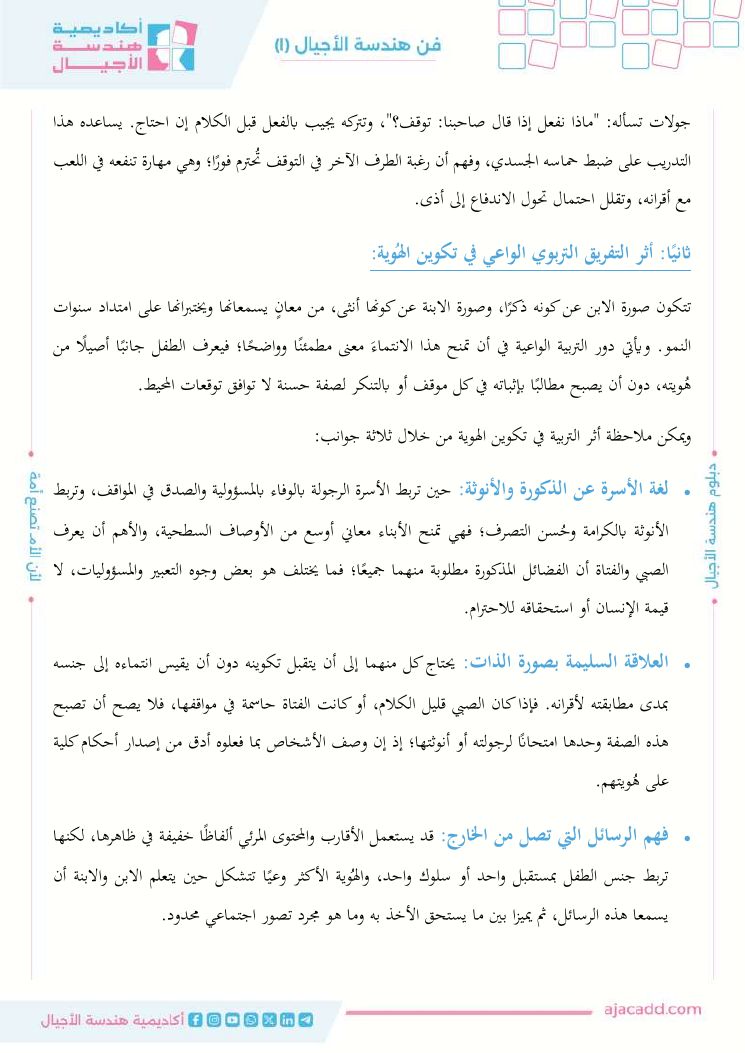 أكاديمية
هندسة
الأجيال
فن هندسة الأجيال (١)
جولات تسأله: "ماذا نفعل إذا قال صاحبنا: توقف؟"، وتتركه يجيب بالفعل قبل الكلام إن احتاج. يساعده هذا
التدريب على ضبط حماسه الجسدي، وفهم أن رغبة الطرف الآخر في التوقف تُحترم فورًا؛ وهي مهارة تنفعه في اللعب
مع أقرانه، وتقلل احتمال تحول الاندفاع إلى أذى.
ثانيًا: أثر التفريق التربوي الواعي في تكوين الهُوية:
تتكون صورة الابن عن كونه ذكرًا، وصورة الابنة عن كونها أنثى، من معانٍ يسمعانها ويختبرانها على امتداد سنوات
النمو. ويأتي دور التربية الواعية في أن تمنح هذا الانتماءَ معنى مطمئنًا وواضحًا؛ فيعرف الطفل جانبًا أصيلًا من
هُويته، دون أن يصبح مطالبًا بإثباته في كل موقف أو بالتنكر لصفة حسنة لا توافق توقعات المحيط.
ويمكن ملاحظة أثر التربية في تكوين الهوية من خلال ثلاثة جوانب:
• لغة الأسرة عن الذكورة والأنوثة: حين تربط الأسرة الرجولة بالوفاء بالمسؤولية والصدق في المواقف، وتربط
الأنوثة بالكرامة وحُسن التصرف؛ فهي تمنح الأبناء معاني أوسع من الأوصاف السطحية، والأهم أن يعرف
الصبي والفتاة أن الفضائل المذكورة مطلوبة منهما جميعًا؛ فما يختلف هو بعض وجوه التعبير والمسؤوليات، لا
قيمة الإنسان أو استحقاقه للاحترام.
• العلاقة السليمة بصورة الذات: يحتاج كل منهما إلى أن يتقبل تكوينه دون أن يقيس انتماءه إلى جنسه
بمدى مطابقته لأقرانه. فإذا كان الصبي قليل الكلام، أو كانت الفتاة حاسمة في مواقفها، فلا يصح أن تصبح
هذه الصفة وحدها امتحانًا لرجولته أو أنوثتها؛ إذ إن وصف الأشخاص بما فعلوه أدق من إصدار أحكام كلية
على هُويتهم.
• فهم الرسائل التي تصل من الخارج: قد يستعمل الأقارب والمحتوى المرئي ألفاظًا خفيفة في ظاهرها، لكنها
تربط جنس الطفل بمستقبل واحد أو سلوك واحد، والهُوية الأكثر وعيًا تتشكل حين يتعلم الابن والابنة أن
يسمعا هذه الرسائل، ثم يميزا بين ما يستحق الأخذ به وما هو مجرد تصور اجتماعي محدود.
دبلوم هندسة الأجيال
لأن الأم تصنع أمة
ajacadd.com
أكاديمية هندسة الأجيال